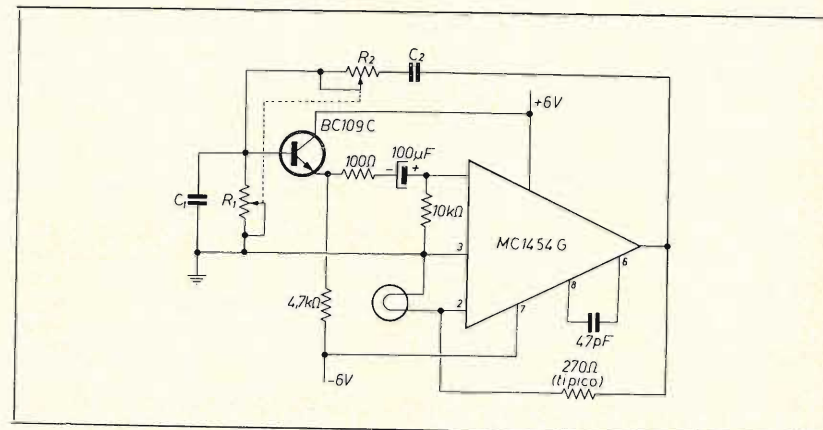 R2
C2
+6V
BC109C
100Ω
100µF
- +
C1
R1
10kΩ
3
MC1454G
4,7kΩ
2
7
8
6
47pF
-6V
270Ω
(tipico)